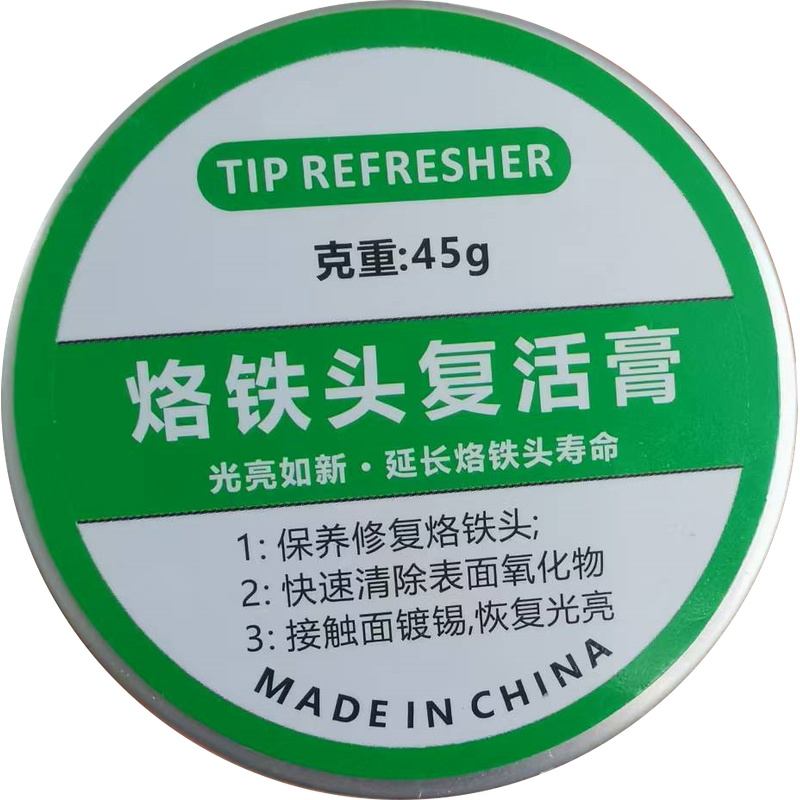 TIP REFRESHER
克重:45g
烙铁头复活膏
光亮如新·延长烙铁头寿命
1: 保养修复烙铁头;
2: 快速清除表面氧化物
3: 接触面镀锡,恢复光亮
MADE IN CHINA